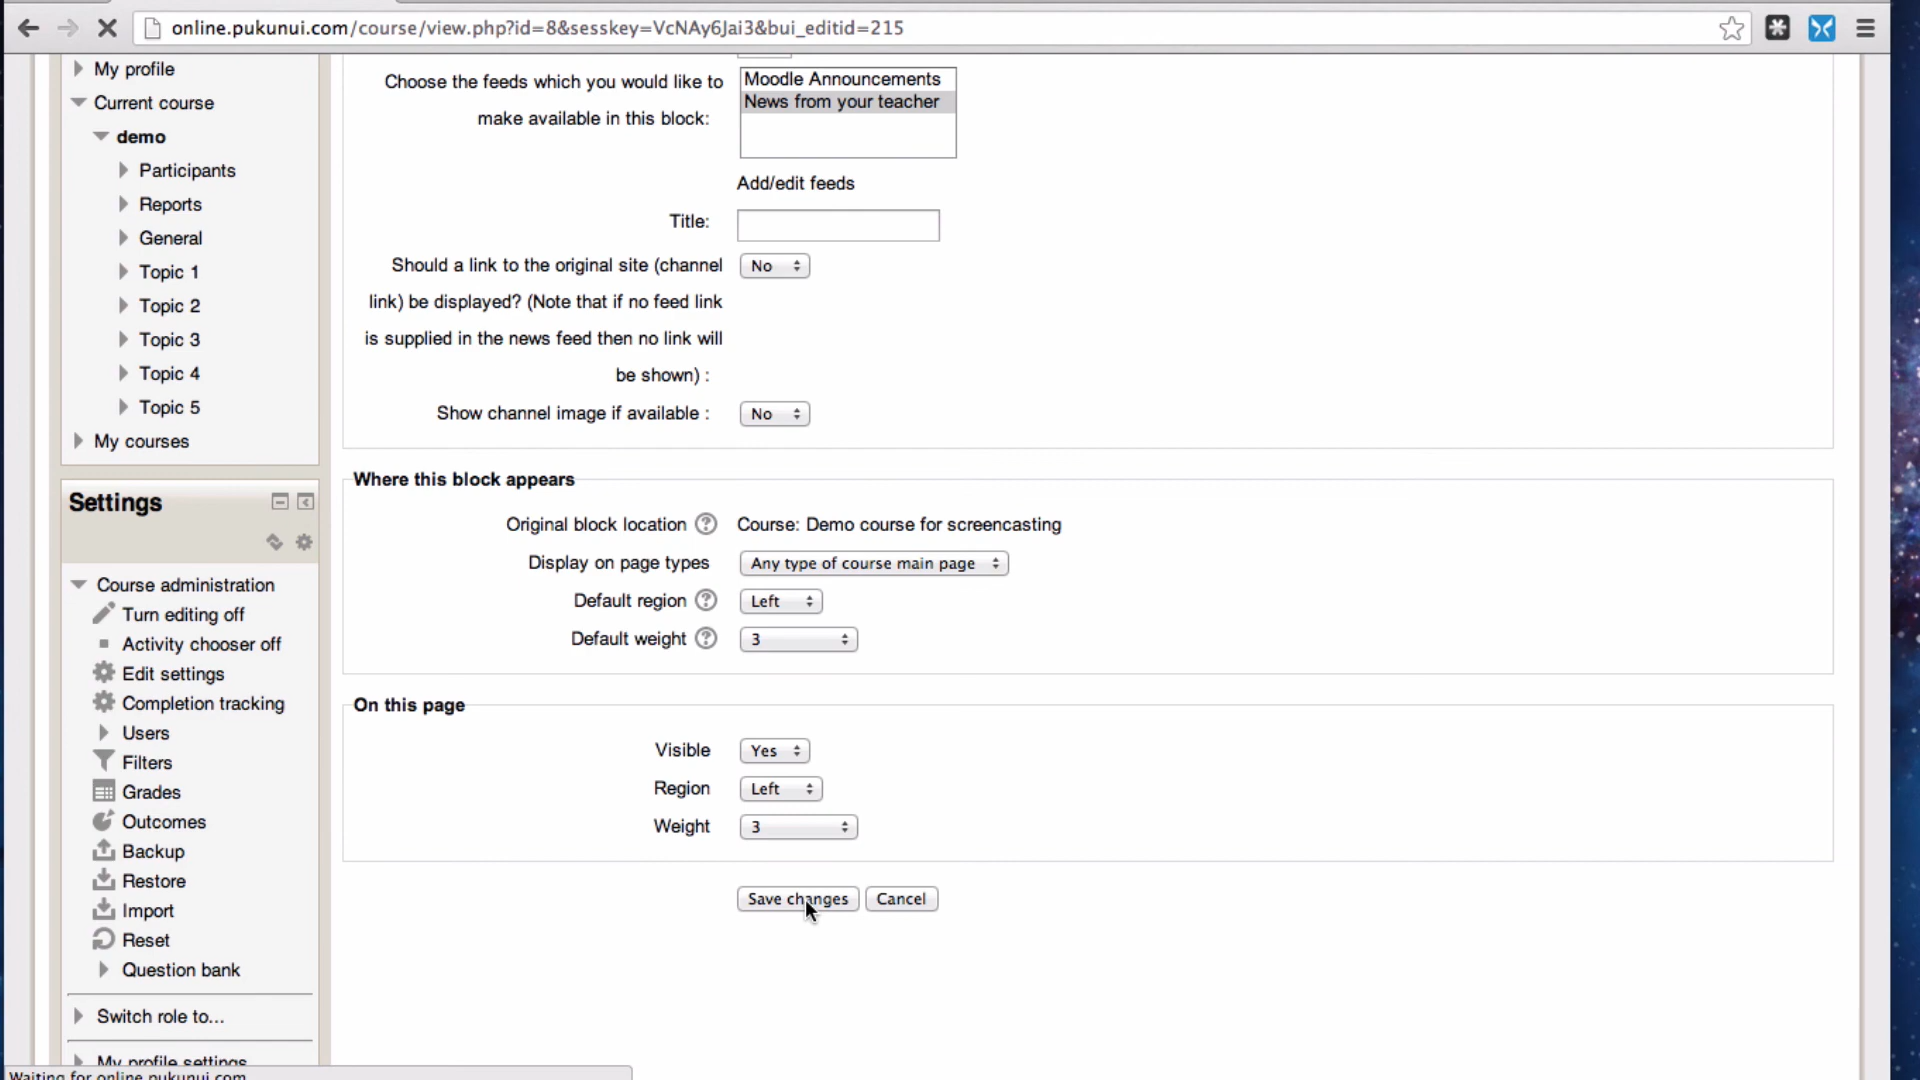 online.pukunui.com/course/view.php?id=8&sesskey=VcNAy6Jai3&bui_editid=215
My profile
Current course
demo
Participants
Reports
General
Topic 1
Topic 2
Topic 3
Topic 4
Topic 5
My courses
Settings
Course administration
Turn editing off
Activity chooser off
Edit settings
Completion tracking
Users
Filters
Grades
Outcomes
Backup
Restore
Import
Reset
Question bank
Switch role to...
My profile settings
Choose the feeds which you would like to
make available in this block:
Moodle Announcements
News from your teacher
Add/edit feeds
Title:
Should a link to the original site (channel
link) be displayed? (Note that if no feed link
is supplied in the news feed then no link will
be shown) :
No
Show channel image if available : No
Where this block appears
Original block location Course: Demo course for screencasting
Display on page types Any type of course main page
Default region Left
Default weight 3
On this page
Visible Yes
Region Left
Weight 3
Save changes Cancel
Waiting for online.pukunui.com